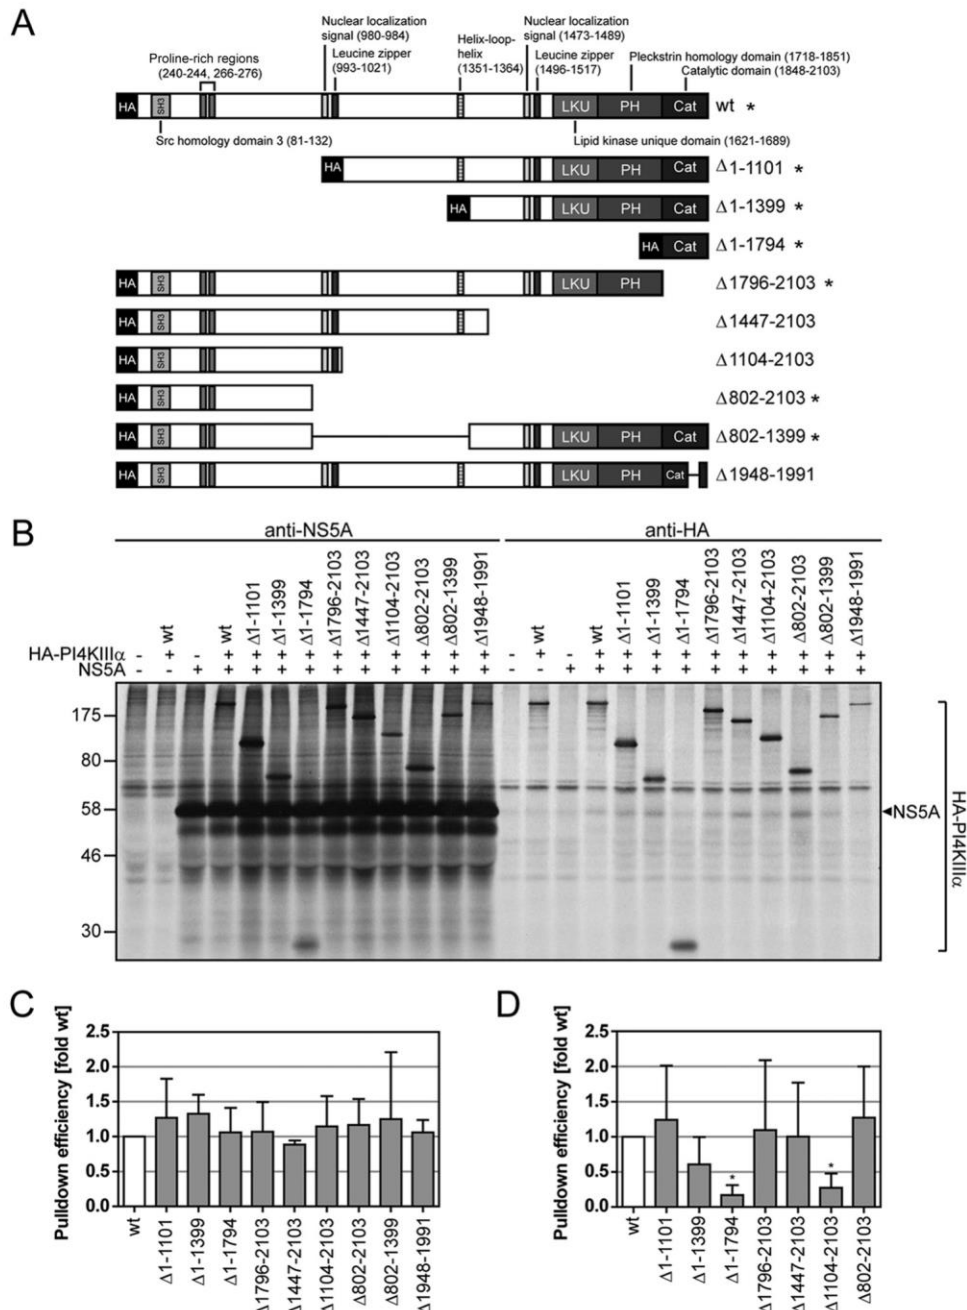 A
Proline-rich regions
(240-244, 266-276)
Nuclear localization
signal (980-984)
Leucine zipper
(993-1021)
Helix-loop-
helix
(1351-1364)
Nuclear localization
signal (1473-1489)
Leucine zipper
(1496-1517)
Pleckstrin homology domain (1718-1851)
Catalytic domain (1848-2103)
HA SH3 LKU PH Cat wt *
Src homology domain 3 (81-132)
Lipid kinase unique domain (1621-1689)
HA LKU PH Cat Δ1-1101 *
HA LKU PH Cat Δ1-1399 *
HA Cat Δ1-1794 *
HA SH3 LKU PH Δ1796-2103 *
HA SH3 Δ1447-2103
HA SH3 Δ1104-2103
HA SH3 Δ802-2103 *
HA SH3 LKU PH Cat Δ802-1399 *
HA SH3 LKU PH Cat Δ1948-1991
B
anti-NS5A anti-HA
wt wt Δ1-1101 Δ1-1399 Δ1-1794 Δ1796-2103 Δ1447-2103 Δ1104-2103 Δ802-2103 Δ802-1399 Δ1948-1991 wt wt Δ1-1101 Δ1-1399 Δ1-1794 Δ1796-2103 Δ1447-2103 Δ1104-2103 Δ802-2103 Δ802-1399 Δ1948-1991
HA-PI4KIIIα - + - + + + + + + + + + + - + - + + + + + + + + + +
NS5A - - + + + + + + + + + + + - - + + + + + + + + + + +
175
80
58
46
30
NS5A
HA-PI4KIIIα
C
Pulldown efficiency [fold wt]
2.5
2.0
1.5
1.0
0.5
0.0
wt Δ1-1101 Δ1-1399 Δ1-1794 Δ1796-2103 Δ1447-2103 Δ1104-2103 Δ802-2103 Δ802-1399 Δ1948-1991
D
Pulldown efficiency [fold wt]
2.5
2.0
1.5
1.0
0.5
0.0
* *
wt Δ1-1101 Δ1-1399 Δ1-1794 Δ1796-2103 Δ1447-2103 Δ1104-2103 Δ802-2103